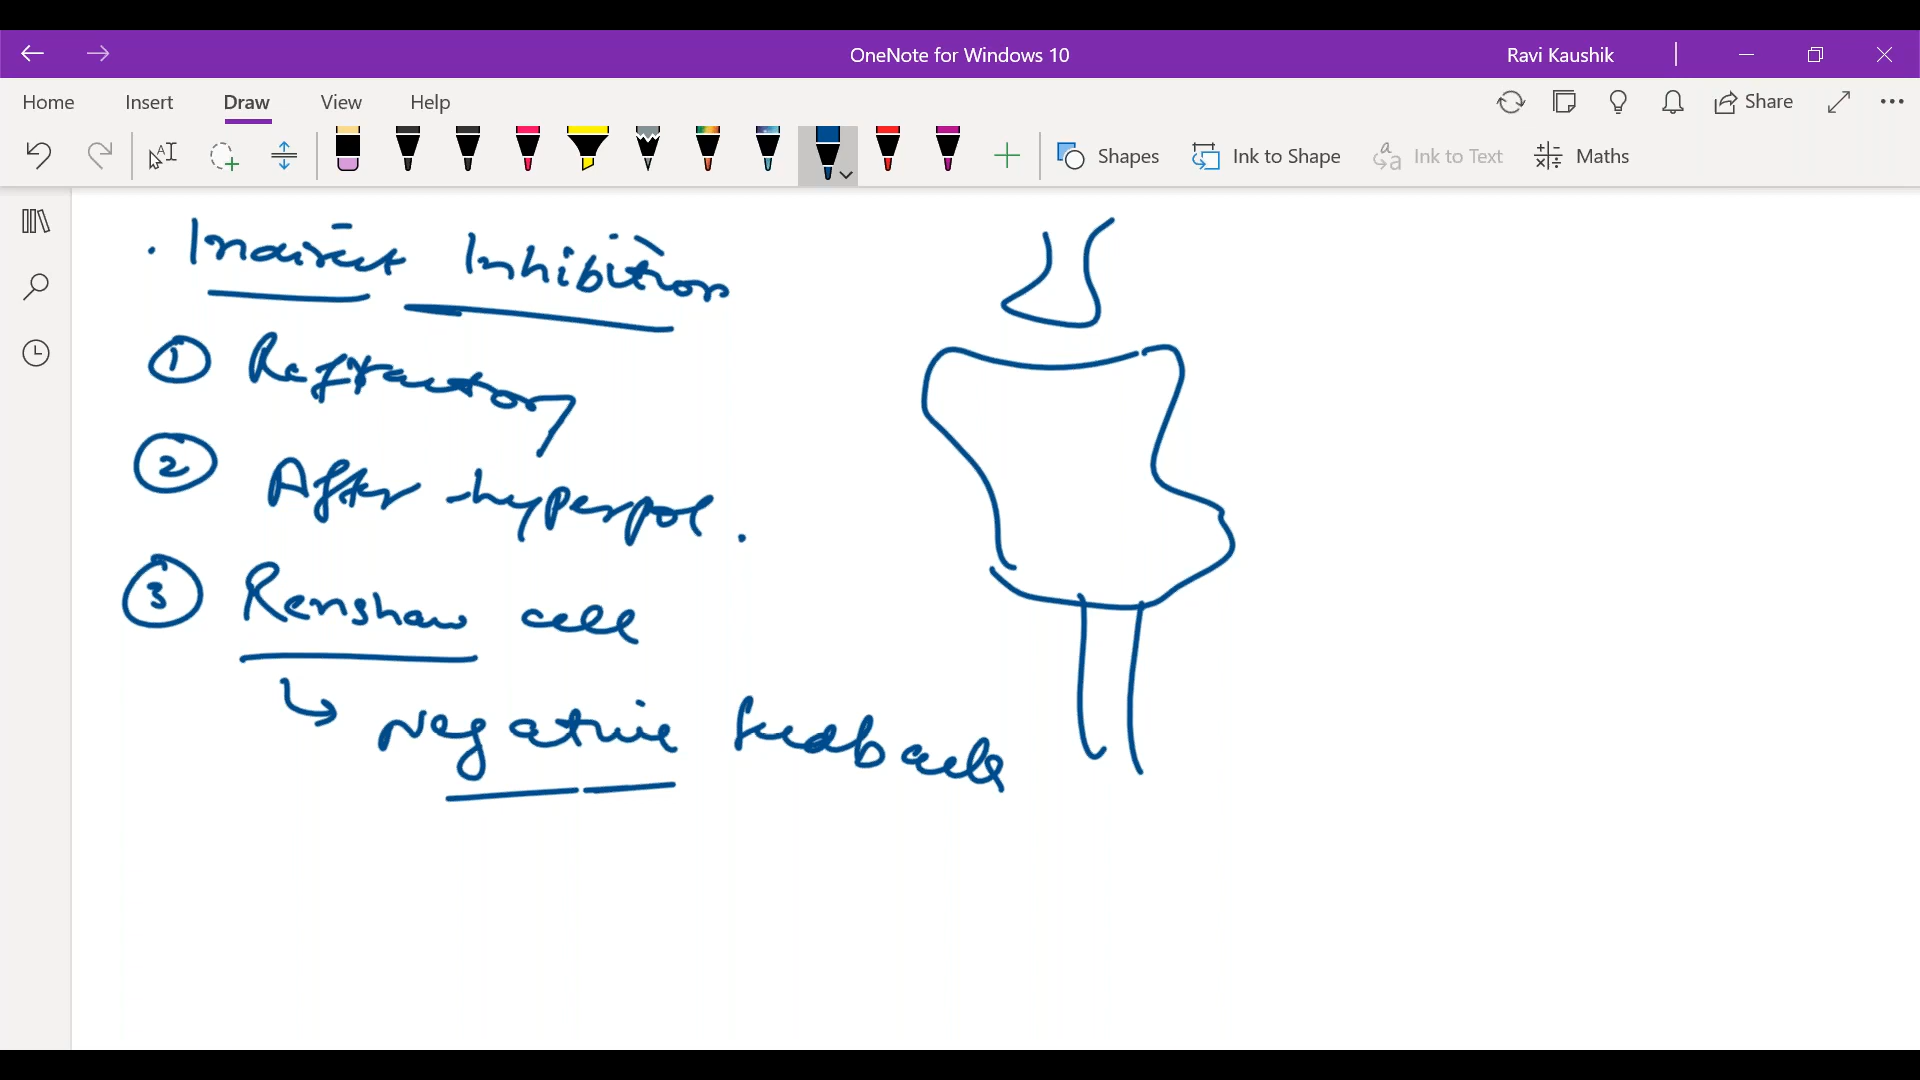 OneNote for Windows 10
Ravi Kaushik
Home Insert Draw View Help
Share
Shapes Ink to Shape Ink to Text Maths
. Indirect Inhibition
① Refractory
② After-hyperpol.
③ Renshaw cell
↳ Negative feedback